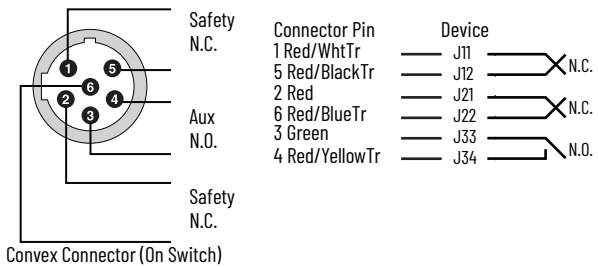 Safety
N.C.
1
5
6
2
4
3
Aux
N.O.
Safety
N.C.
Convex Connector (On Switch)
Connector Pin Device
1 Red/WhtTr J11
5 Red/BlackTr J12
N.C.
2 Red J21
6 Red/BlueTr J22
N.C.
3 Green J33
4 Red/YellowTr J34
N.O.